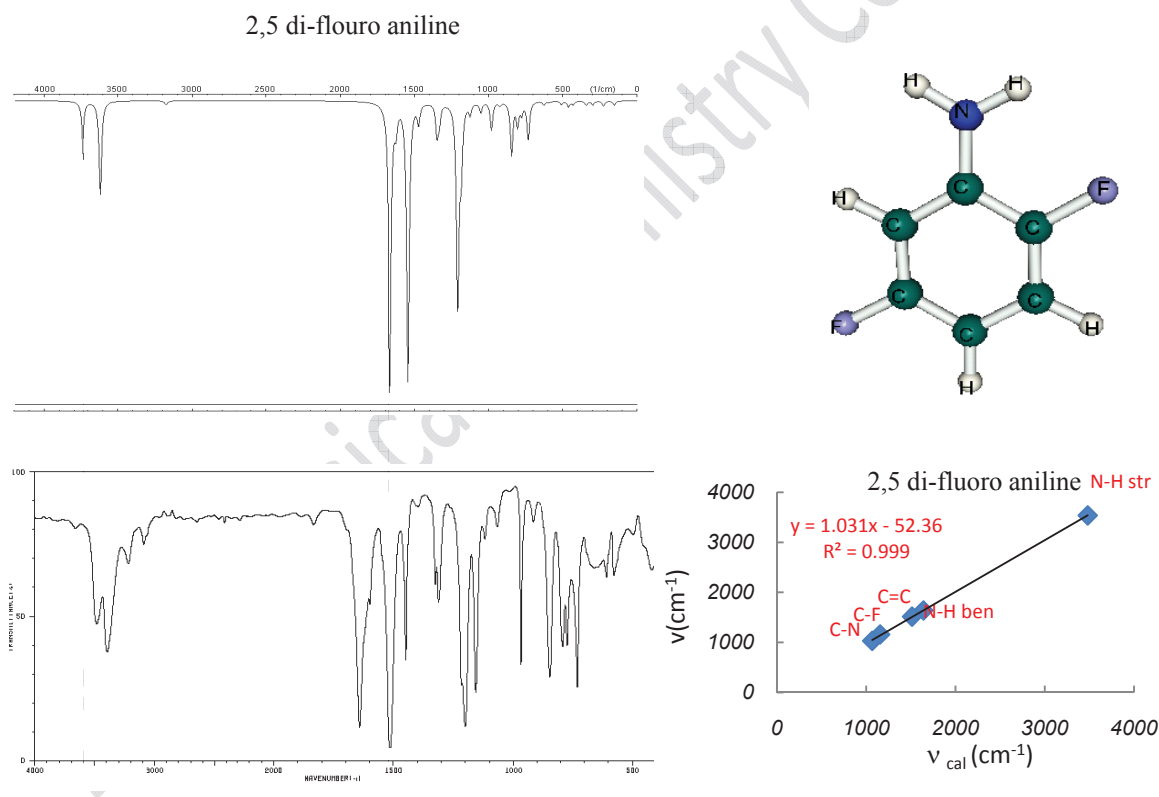 2,5 di-flouro aniline
4000 3500 3000 2500 2000 1500 1000 500 (1/cm) 0
H H
N
H C F
C C
C C
F C H
H
100
50
0
4000 3000 2000 1500 1000 500
2,5 di-fluoro aniline
N-H str
y = 1.031x - 52.36
R² = 0.999
C=C
C-F
N-H ben
C-N
ν(cm⁻¹)
4000
3000
2000
1000
0
0 1000 2000 3000 4000
ν cal (cm⁻¹)